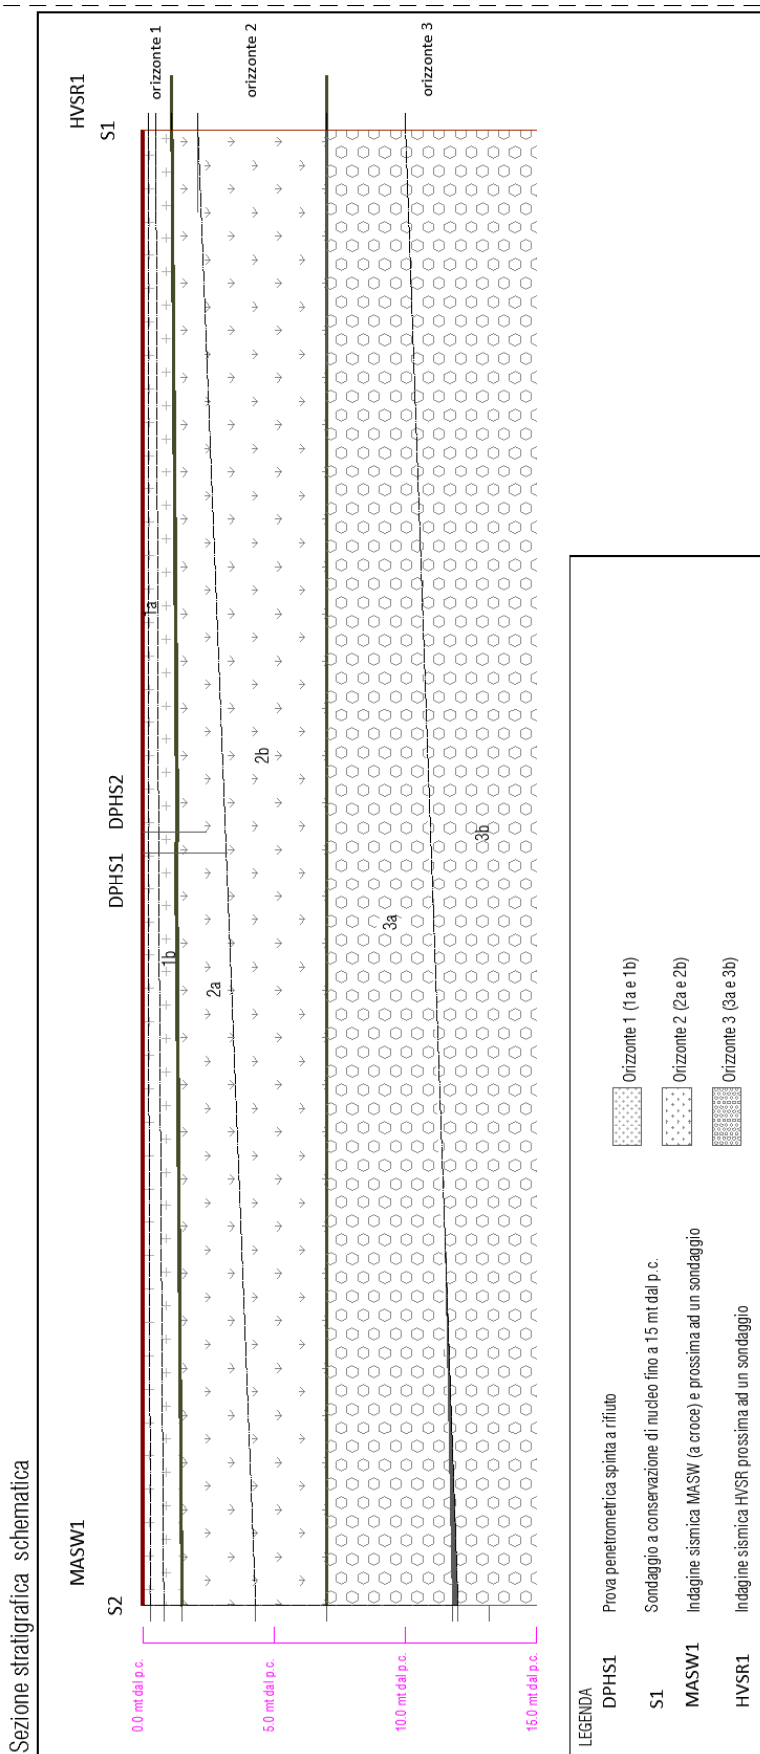 Sezione stratigrafica schematica
MASW1
HVSR1
S2
DPHS1
DPHS2
S1
0.0 mt dal p.c.
1a
1b
orizzonte 1
5.0 mt dal p.c.
2a
2b
orizzonte 2
10.0 mt dal p.c.
3a
3b
orizzonte 3
15.0 mt dal p.c.
LEGENDA
DPHS1 Prova penetrometrica spinta a rifiuto
S1 Sondaggio a conservazione di nucleo fino a 15 mt dal p.c.
MASW1 Indagine sismica MASW (a croce) e prossima ad un sondaggio
HVSR1 Indagine sismica HVSR prossima ad un sondaggio
Orizzonte 1 (1a e 1b)
Orizzonte 2 (2a e 2b)
Orizzonte 3 (3a e 3b)